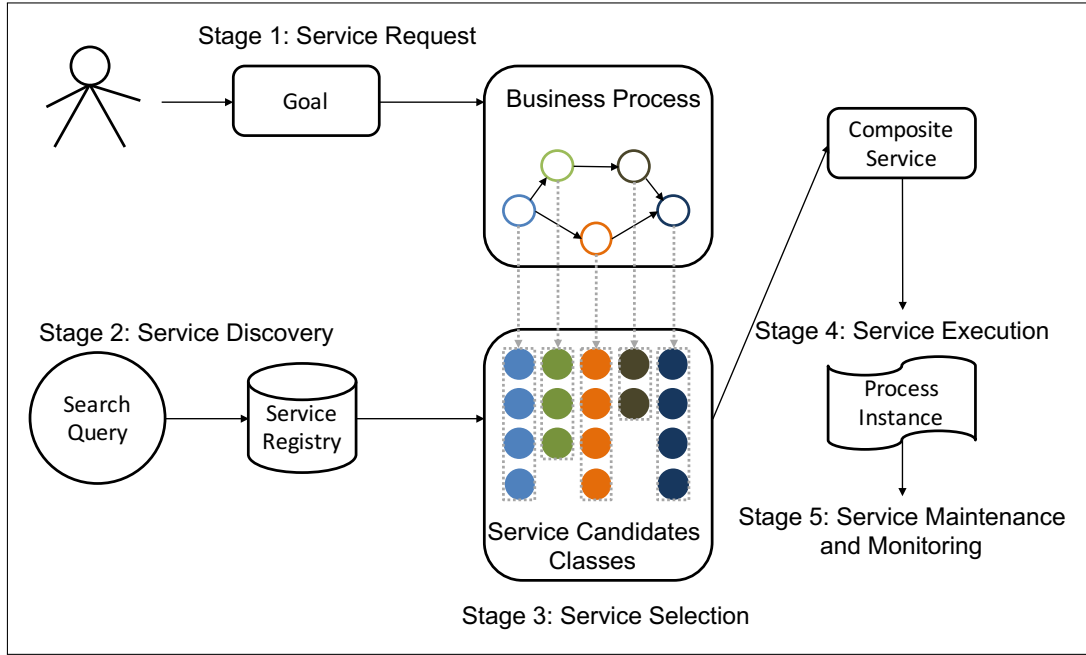 Stage 1: Service Request
Goal
Business Process
Composite
Service
Stage 2: Service Discovery
Search
Query
Service
Registry
Service Candidates
Classes
Stage 3: Service Selection
Stage 4: Service Execution
Process
Instance
Stage 5: Service Maintenance
and Monitoring